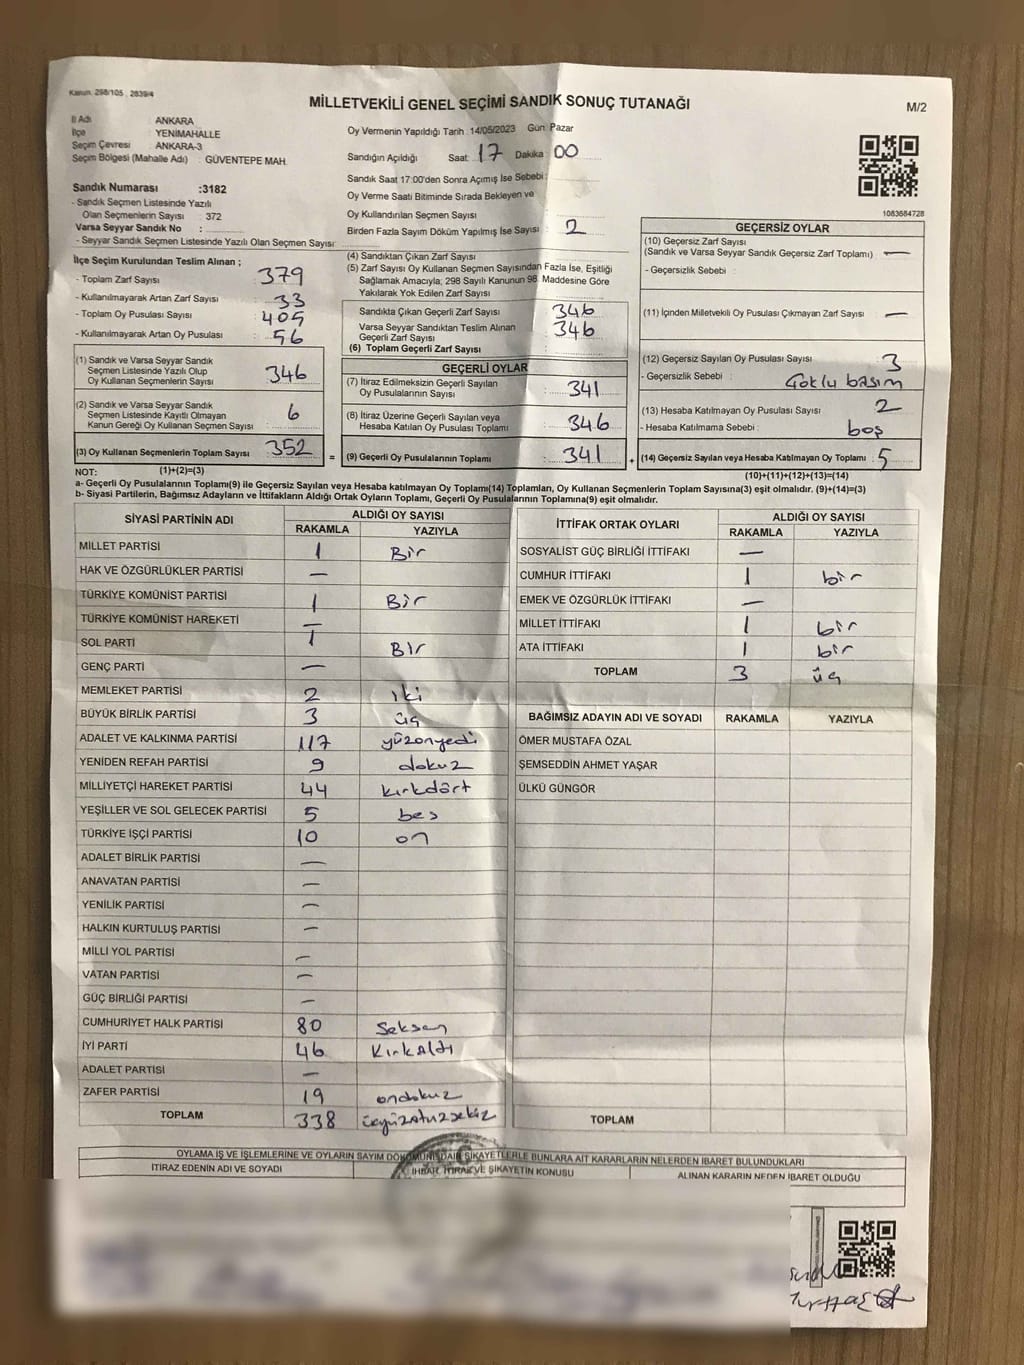 Kanun: 298/105 , 2839/4
MİLLETVEKİLİ GENEL SEÇİMİ SANDIK SONUÇ TUTANAĞI
M/2
İl Adı : ANKARA
İlçe : YENİMAHALLE
Seçim Çevresi : ANKARA-3
Seçim Bölgesi (Mahalle Adı) : GÜVENTEPE MAH.
Sandık Numarası :3182
- Sandık Seçmen Listesinde Yazılı
Olan Seçmenlerin Sayısı : 372
Varsa Seyyar Sandık No :
- Seyyar Sandık Seçmen Listesinde Yazılı Olan Seçmen Sayısı:
Oy Vermenin Yapıldığı Tarih :14/05/2023 Gün: Pazar
Sandığın Açıldığı Saat: 17 Dakika: 00
Sandık Saat 17:00'den Sonra Açımış İse Sebebi:
Oy Verme Saati Bitiminde Sırada Bekleyen ve
Oy Kullandırılan Seçmen Sayısı :
Birden Fazla Sayım Döküm Yapılmış İse Sayısı : 2
1083684728
İlçe Seçim Kurulundan Teslim Alınan ;
- Toplam Zarf Sayısı : 379
- Kullanılmayarak Artan Zarf Sayısı : 33
- Toplam Oy Pusulası Sayısı : 405
- Kullanılmayarak Artan Oy Pusulası : 56
(1) Sandık ve Varsa Seyyar Sandık
Seçmen Listesinde Yazılı Olup
Oy Kullanan Seçmenlerin Sayısı : 346
(2) Sandık ve Varsa Seyyar Sandık
Seçmen Listesinde Kayıtlı Olmayan
Kanun Gereği Oy Kullanan Seçmen Sayısı : 6
(3) Oy Kullanan Seçmenlerin Toplam Sayısı : 352
(4) Sandıktan Çıkan Zarf Sayısı :
(5) Zarf Sayısı Oy Kullanan Seçmen Sayısından Fazla İse, Eşitliği
Sağlamak Amacıyla; 298 Sayılı Kanunun 98. Maddesine Göre
Yakılarak Yok Edilen Zarf Sayısı :
Sandıkta Çıkan Geçerli Zarf Sayısı : 346
Varsa Seyyar Sandıktan Teslim Alınan
Geçerli Zarf Sayısı : 346
(6) Toplam Geçerli Zarf Sayısı :
GEÇERLİ OYLAR
(7) İtiraz Edilmeksizin Geçerli Sayılan
Oy Pusulalarının Sayısı : 341
(8) İtiraz Üzerine Geçerli Sayılan veya
Hesaba Katılan Oy Pusulası Toplamı : 346
= (9) Geçerli Oy Pusulalarının Toplamı : 341
GEÇERSİZ OYLAR
(10) Geçersiz Zarf Sayısı
(Sandık ve Varsa Seyyar Sandık Geçersiz Zarf Toplamı) : —
- Geçersizlik Sebebi :
(11) İçinden Milletvekili Oy Pusulası Çıkmayan Zarf Sayısı : —
(12) Geçersiz Sayılan Oy Pusulası Sayısı : 3
- Geçersizlik Sebebi : Çoklu basım
(13) Hesaba Katılmayan Oy Pusulası Sayısı : 2
- Hesaba Katılmama Sebebi : boş
+ (14) Geçersiz Sayılan veya Hesaba Katılmayan Oy Toplamı : 5
NOT: (1)+(2)=(3)
(10)+(11)+(12)+(13)=(14)
a- Geçerli Oy Pusulalarının Toplamı(9) ile Geçersiz Sayılan veya Hesaba katılmayan Oy Toplamı(14) Toplamları, Oy Kullanan Seçmenlerin Toplam Sayısına(3) eşit olmalıdır. (9)+(14)=(3)
b- Siyasi Partilerin, Bağımsız Adayların ve İttifakların Aldığı Ortak Oyların Toplamı, Geçerli Oy Pusulalarının Toplamına(9) eşit olmalıdır.
SİYASİ PARTİNİN ADI ALDIĞI OY SAYISI
RAKAMLA YAZIYLA
MİLLET PARTİSİ 1 Bir
HAK VE ÖZGÜRLÜKLER PARTİSİ —
TÜRKİYE KOMÜNİST PARTİSİ 1 Bir
TÜRKİYE KOMÜNİST HAREKETİ —
SOL PARTİ 1 Bir
GENÇ PARTİ —
MEMLEKET PARTİSİ 2 iki
BÜYÜK BİRLİK PARTİSİ 3 üç
ADALET VE KALKINMA PARTİSİ 117 yüzonyedi
YENİDEN REFAH PARTİSİ 9 dokuz
MİLLİYETÇİ HAREKET PARTİSİ 44 kırkdört
YEŞİLLER VE SOL GELECEK PARTİSİ 5 beş
TÜRKİYE İŞÇİ PARTİSİ 10 on
ADALET BİRLİK PARTİSİ —
ANAVATAN PARTİSİ —
YENİLİK PARTİSİ —
HALKIN KURTULUŞ PARTİSİ —
MİLLİ YOL PARTİSİ —
VATAN PARTİSİ —
GÜÇ BİRLİĞİ PARTİSİ —
CUMHURİYET HALK PARTİSİ 80 Seksen
İYİ PARTİ 46 Kırkaltı
ADALET PARTİSİ —
ZAFER PARTİSİ 19 ondokuz
TOPLAM 338 üçyüzotuzsekiz
İTTİFAK ORTAK OYLARI ALDIĞI OY SAYISI
RAKAMLA YAZIYLA
SOSYALİST GÜÇ BİRLİĞİ İTTİFAKI —
CUMHUR İTTİFAKI 1 bir
EMEK VE ÖZGÜRLÜK İTTİFAKI —
MİLLET İTTİFAKI 1 bir
ATA İTTİFAKI 1 bir
TOPLAM 3 üç
BAĞIMSIZ ADAYIN ADI VE SOYADI RAKAMLA YAZIYLA
ÖMER MUSTAFA ÖZAL
ŞEMSEDDİN AHMET YAŞAR
ÜLKÜ GÜNGÖR
TOPLAM
OYLAMA İŞ VE İŞLEMLERİNE VE OYLARIN SAYIM DÖKÜMÜNE DAİR ŞİKAYETLERLE BUNLARA AİT KARARLARIN NELERDEN İBARET BULUNDUKLARI
İTİRAZ EDENİN ADI VE SOYADI İHBAR, İTİRAZ VE ŞİKAYETİN KONUSU ALINAN KARARIN NEDEN İBARET OLDUĞU